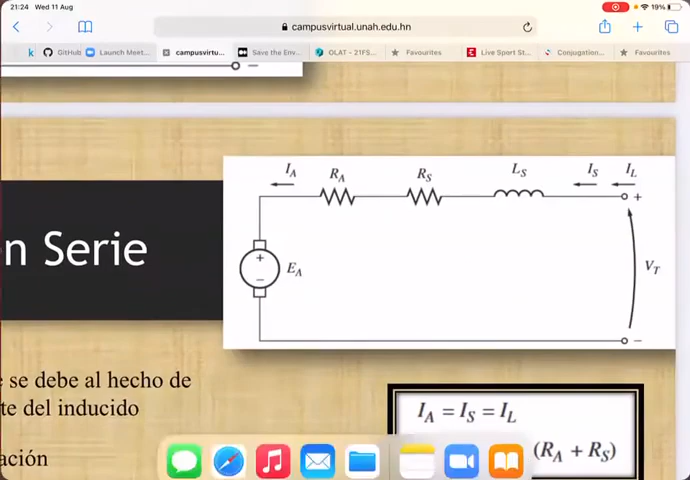 21:24 Wed 11 Aug
19%
campusvirtual.unah.edu.hn
k
GitHub
Launch Meet...
campusvirtu...
Save the Env...
OLAT - 21FS...
Favourites
Live Sport St...
Conjugation...
Favourites
n Serie
I_A
R_A
R_S
L_S
I_S
I_L
+
E_A
+
−
V_T
−
se debe al hecho de
te del inducido
ación
I_A = I_S = I_L
(R_A + R_S)